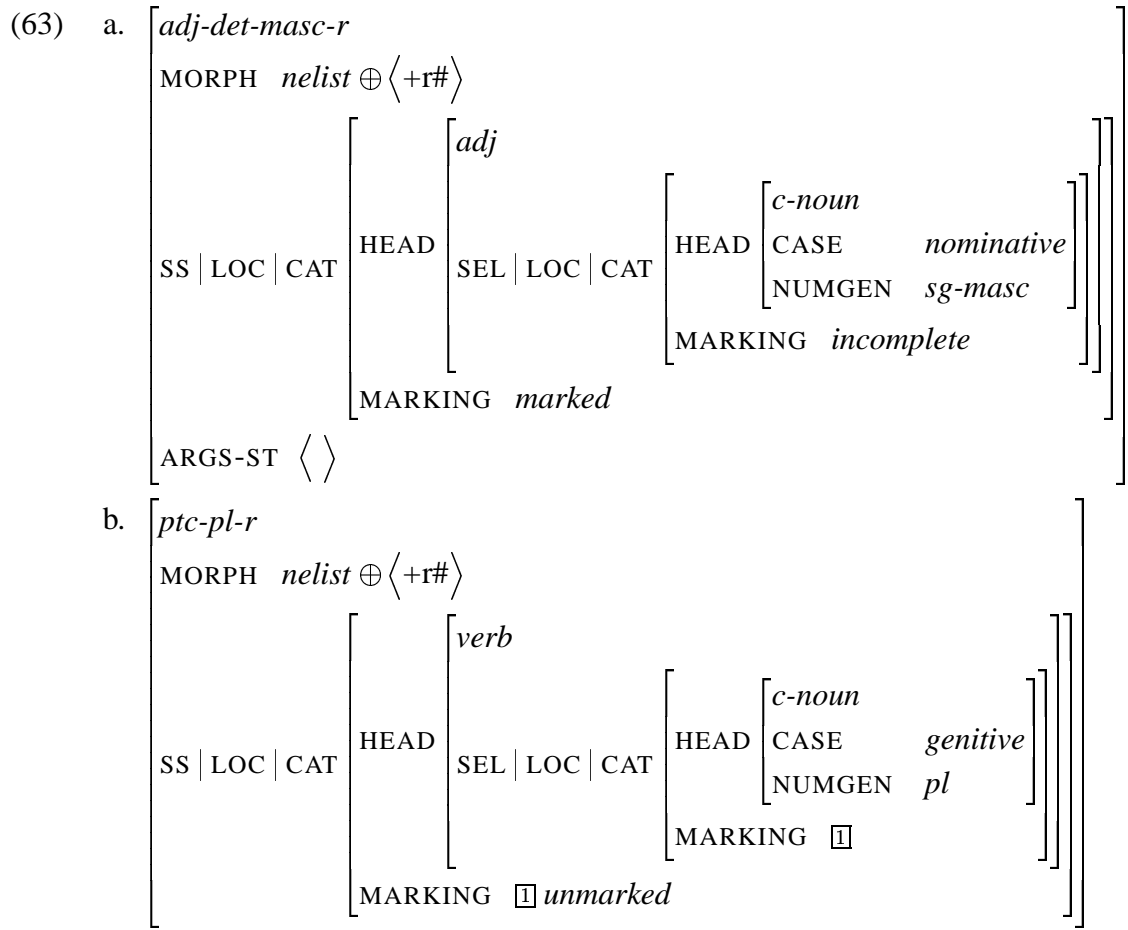 (63) a. adj-det-masc-r
MORPH nelist ⊕ ⟨+r#⟩
adj
c-noun
HEAD HEAD CASE nominative
SS | LOC | CAT SEL | LOC | CAT NUMGEN sg-masc
MARKING incomplete
MARKING marked
ARGS-ST ⟨ ⟩
b. ptc-pl-r
MORPH nelist ⊕ ⟨+r#⟩
verb
c-noun
HEAD HEAD CASE genitive
SS | LOC | CAT SEL | LOC | CAT NUMGEN pl
MARKING 1
MARKING 1 unmarked